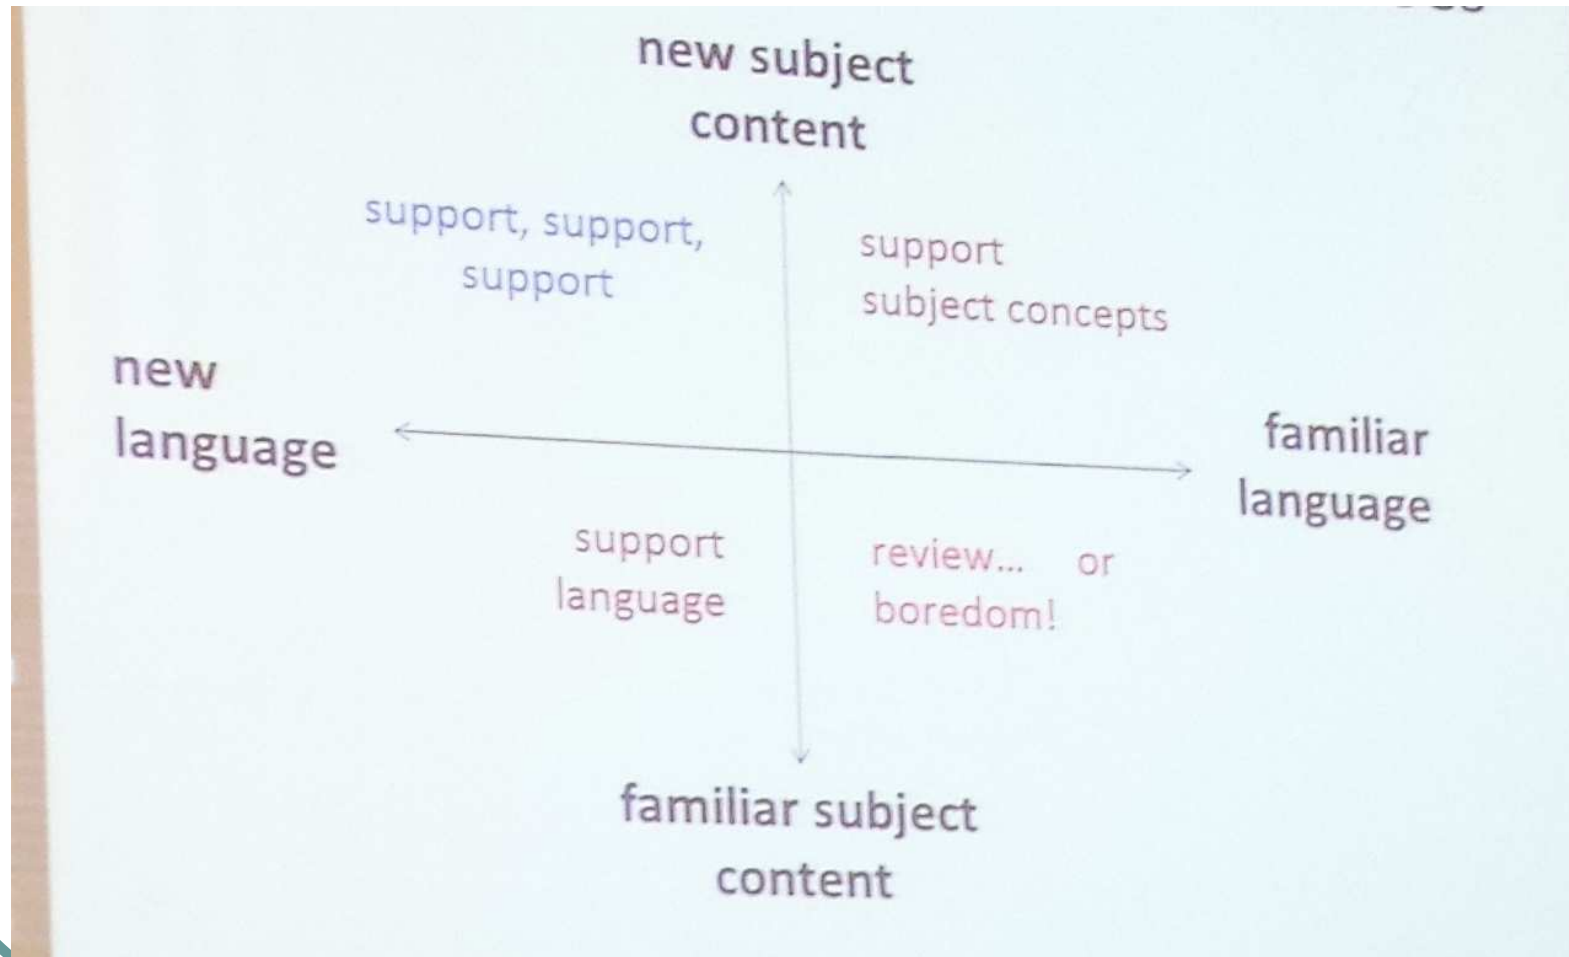 new subject
content
support, support,
support
support
subject concepts
new
language
familiar
language
support
language
review... or
boredom!
familiar subject
content